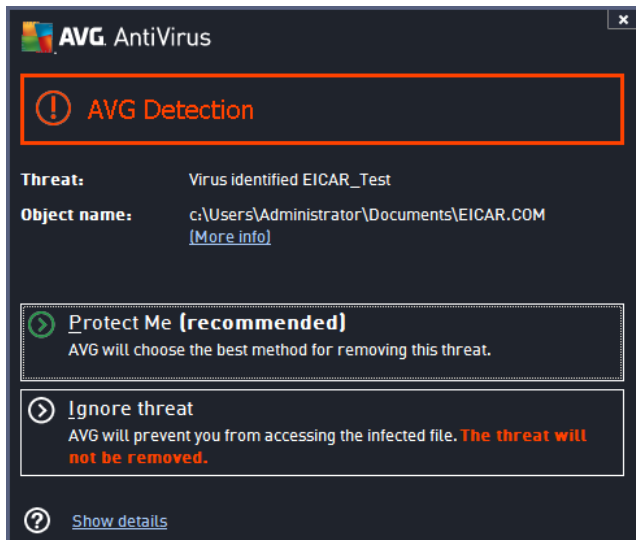 AVG. AntiVirus
AVG Detection
Threat: Virus identified EICAR_Test
Object name: c:\Users\Administrator\Documents\EICAR.COM
(More info)
Protect Me (recommended)
AVG will choose the best method for removing this threat.
Ignore threat
AVG will prevent you from accessing the infected file. The threat will
not be removed.
Show details